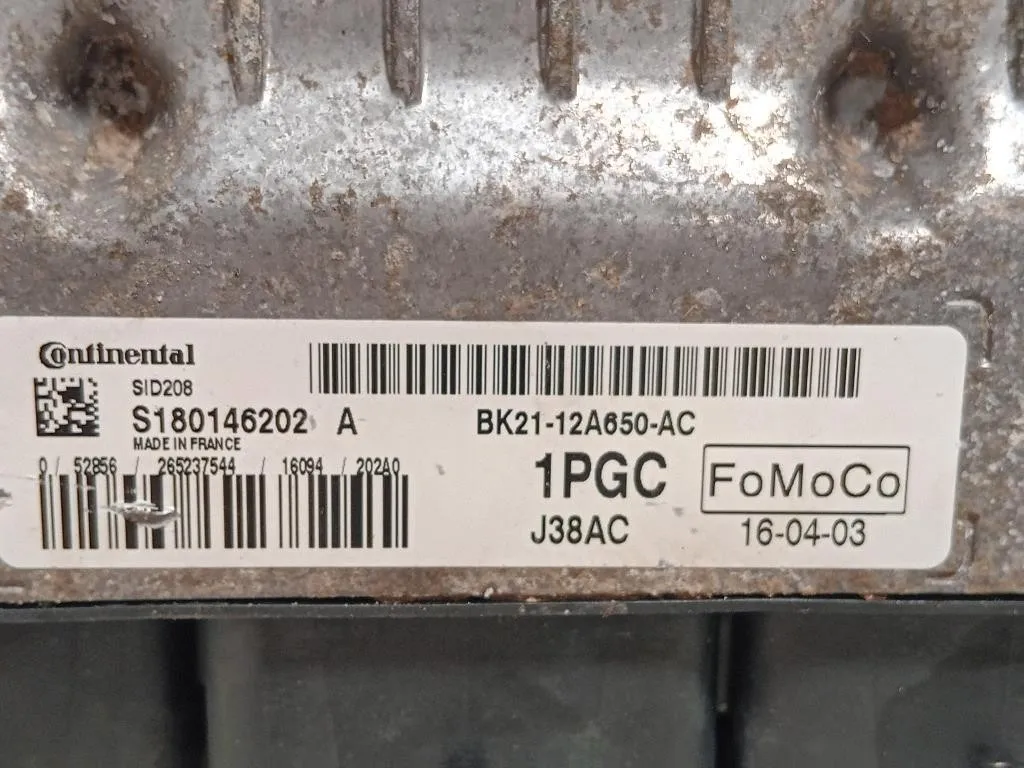 Continental
SID208
S180146202 A
BK21-12A650-AC
MADE IN FRANCE
0 / 52856 / 265237544 / 16094 / 202A0
1PGC
FoMoCo
J38AC
16-04-03